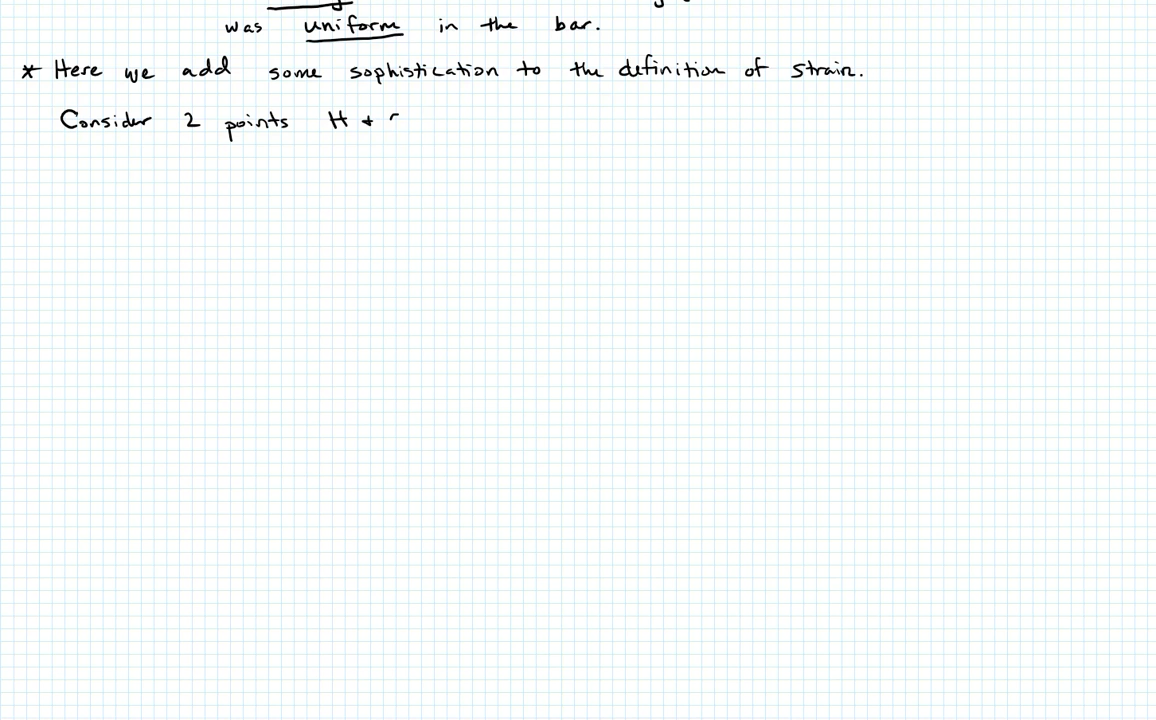 was uniform in the bar.
* Here we add some sophistication to the definition of strain.
Consider 2 points H +